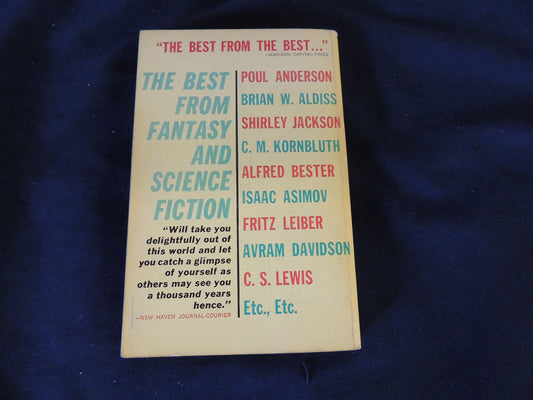 "THE BEST FROM THE BEST..."
—MADISON CAPITAL-TIMES
THE BEST
FROM
FANTASY
AND
SCIENCE
FICTION
"Will take you
delightfully out of
this world and let
you catch a glimpse
of yourself as
others may see you
a thousand years
hence."
—NEW HAVEN JOURNAL-COURIER
POUL ANDERSON
BRIAN W. ALDISS
SHIRLEY JACKSON
C. M. KORNBLUTH
ALFRED BESTER
ISAAC ASIMOV
FRITZ LEIBER
AVRAM DAVIDSON
C. S. LEWIS
Etc., Etc.